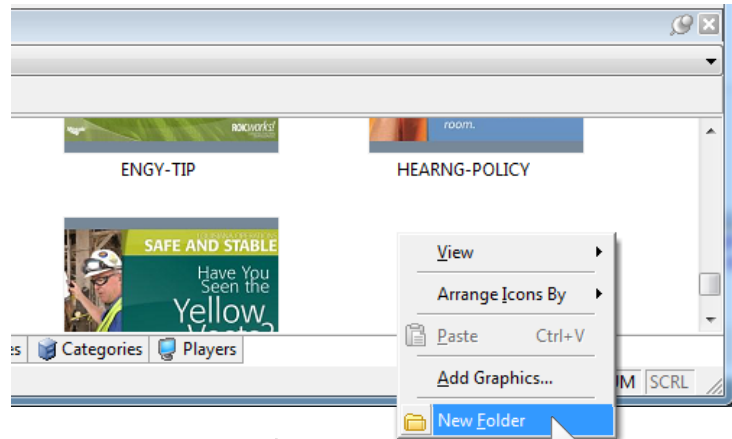 ROICWorks!
room.
ENGY-TIP
HEARNG-POLICY
SAFE AND STABLE
Have You
Seen the
Yellow
View
Arrange Icons By
Paste Ctrl+V
Add Graphics...
New Folder
Categories
Players
SCRL